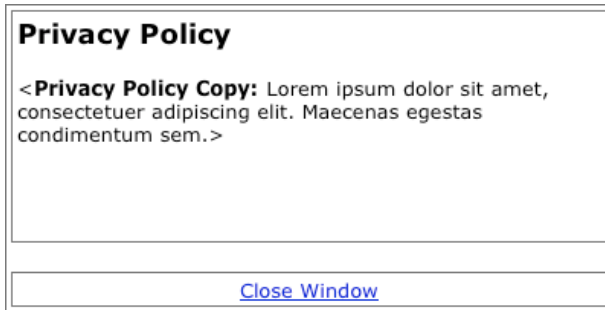 Privacy Policy
<Privacy Policy Copy: Lorem ipsum dolor sit amet,
consectetuer adipiscing elit. Maecenas egestas
condimentum sem.>
Close Window